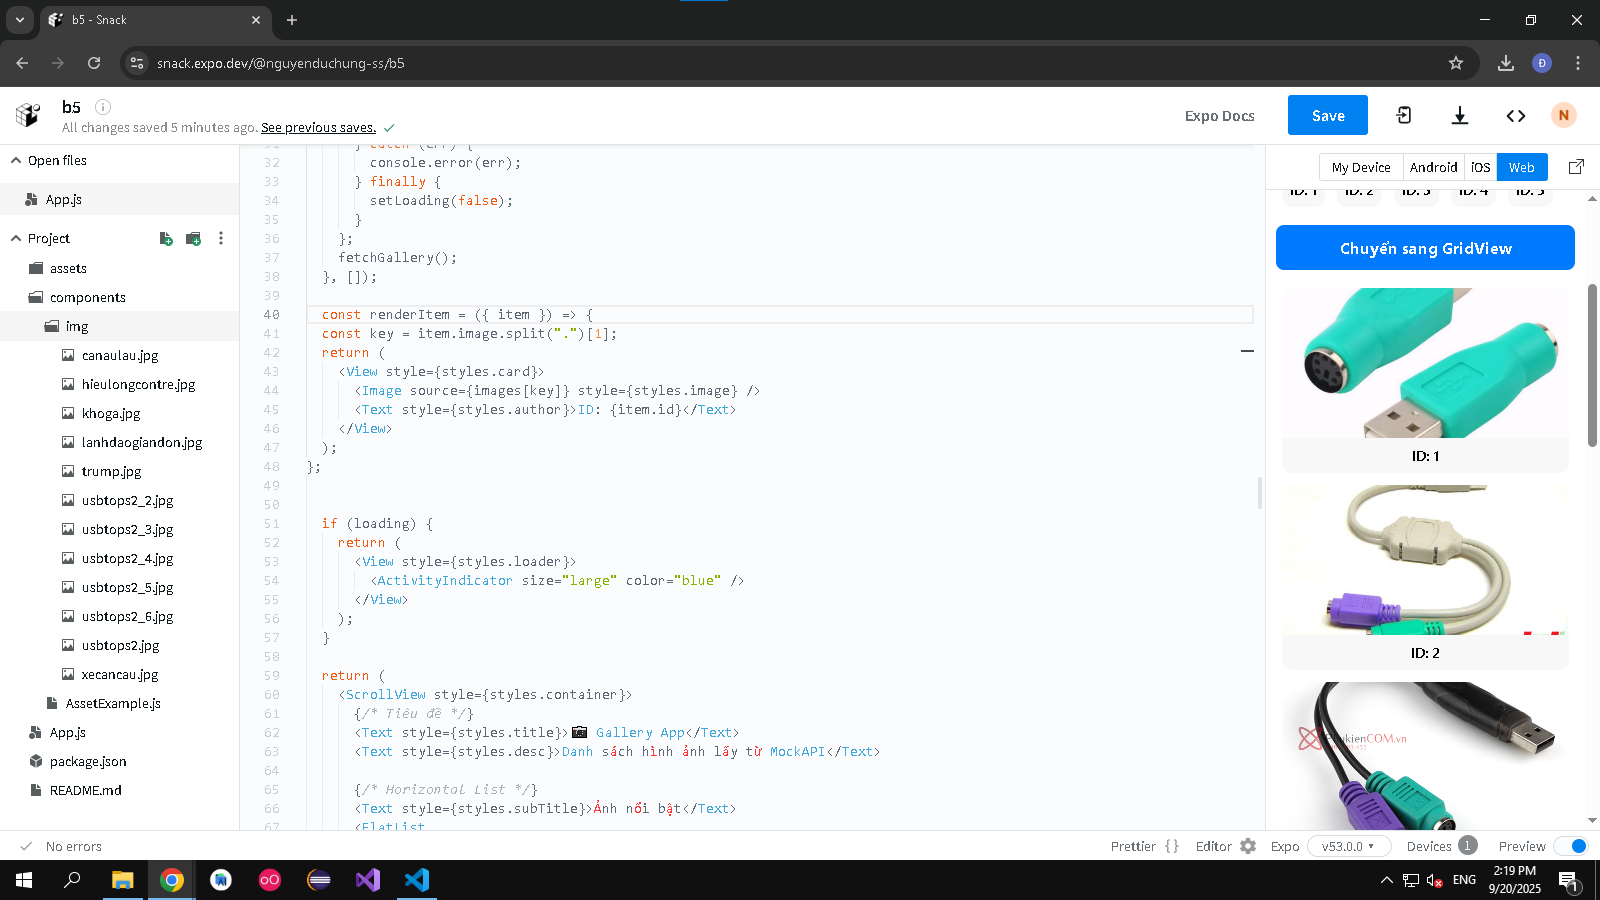 b5 - Snack
snack.expo.dev/@nguyenduchung-ss/b5
Đ
b5
All changes saved 5 minutes ago. See previous saves.
Expo Docs
Save
N
Open files
App.js
Project
assets
components
img
canaulau.jpg
hieulongcontre.jpg
khoga.jpg
lanhdaogiandon.jpg
trump.jpg
usbtops2_2.jpg
usbtops2_3.jpg
usbtops2_4.jpg
usbtops2_5.jpg
usbtops2_6.jpg
usbtops2.jpg
xecancau.jpg
AssetExample.js
App.js
package.json
README.md
31 } catch (err) {
32 console.error(err);
33 } finally {
34 setLoading(false);
35 }
36 };
37 fetchGallery();
38 }, []);
39
40 const renderItem = ({ item }) => {
41 const key = item.image.split(".")[1];
42 return (
43 <View style={styles.card}>
44 <Image source={images[key]} style={styles.image} />
45 <Text style={styles.author}>ID: {item.id}</Text>
46 </View>
47 );
48 };
49
50
51 if (loading) {
52 return (
53 <View style={styles.loader}>
54 <ActivityIndicator size="large" color="blue" />
55 </View>
56 );
57 }
58
59 return (
60 <ScrollView style={styles.container}>
61 {/* Tiêu đề */}
62 <Text style={styles.title}>📷 Gallery App</Text>
63 <Text style={styles.desc}>Danh sách hình ảnh lấy từ MockAPI</Text>
64
65 {/* Horizontal List */}
66 <Text style={styles.subTitle}>Ảnh nổi bật</Text>
67 <FlatList
My Device Android iOS Web
ID: 1 ID: 2 ID: 3 ID: 4 ID: 5
Chuyển sang GridView
ID: 1
ID: 2
No errors
Prettier {} Editor Expo v53.0.0 Devices 1 Preview
ENG
2:19 PM
9/20/2025
1